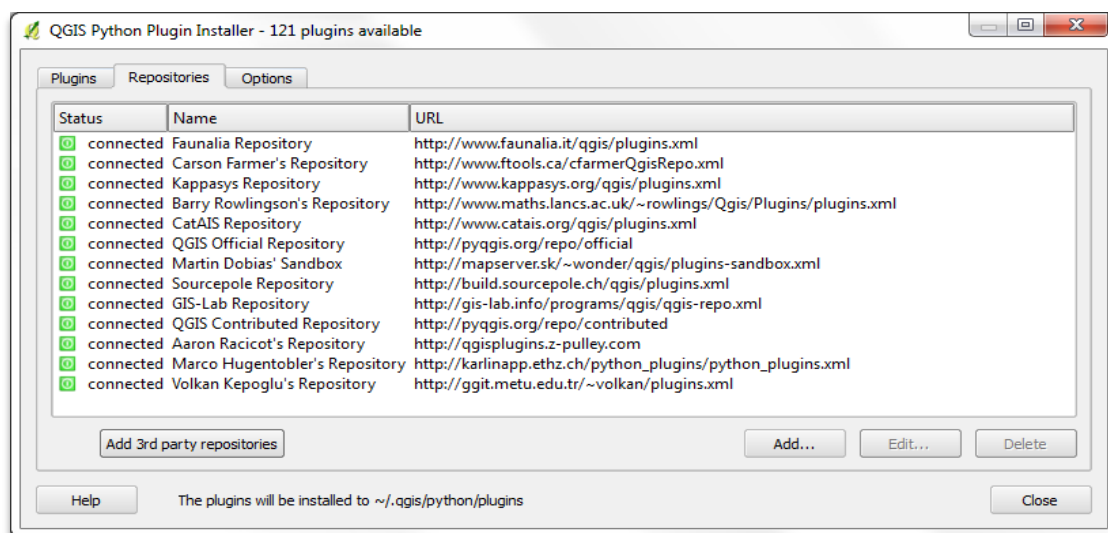 QGIS Python Plugin Installer - 121 plugins available
Plugins Repositories Options
Status Name URL
connected Faunalia Repository http://www.faunalia.it/qgis/plugins.xml
connected Carson Farmer's Repository http://www.ftools.ca/cfarmerQgisRepo.xml
connected Kappasys Repository http://www.kappasys.org/qgis/plugins.xml
connected Barry Rowlingson's Repository http://www.maths.lancs.ac.uk/~rowlings/Qgis/Plugins/plugins.xml
connected CatAIS Repository http://www.catais.org/qgis/plugins.xml
connected QGIS Official Repository http://pyqgis.org/repo/official
connected Martin Dobias' Sandbox http://mapserver.sk/~wonder/qgis/plugins-sandbox.xml
connected Sourcepole Repository http://build.sourcepole.ch/qgis/plugins.xml
connected GIS-Lab Repository http://gis-lab.info/programs/qgis/qgis-repo.xml
connected QGIS Contributed Repository http://pyqgis.org/repo/contributed
connected Aaron Racicot's Repository http://qgisplugins.z-pulley.com
connected Marco Hugentobler's Repository http://karlinapp.ethz.ch/python_plugins/python_plugins.xml
connected Volkan Kepoglu's Repository http://ggit.metu.edu.tr/~volkan/plugins.xml
Add 3rd party repositories Add... Edit... Delete
Help The plugins will be installed to ~/.qgis/python/plugins Close